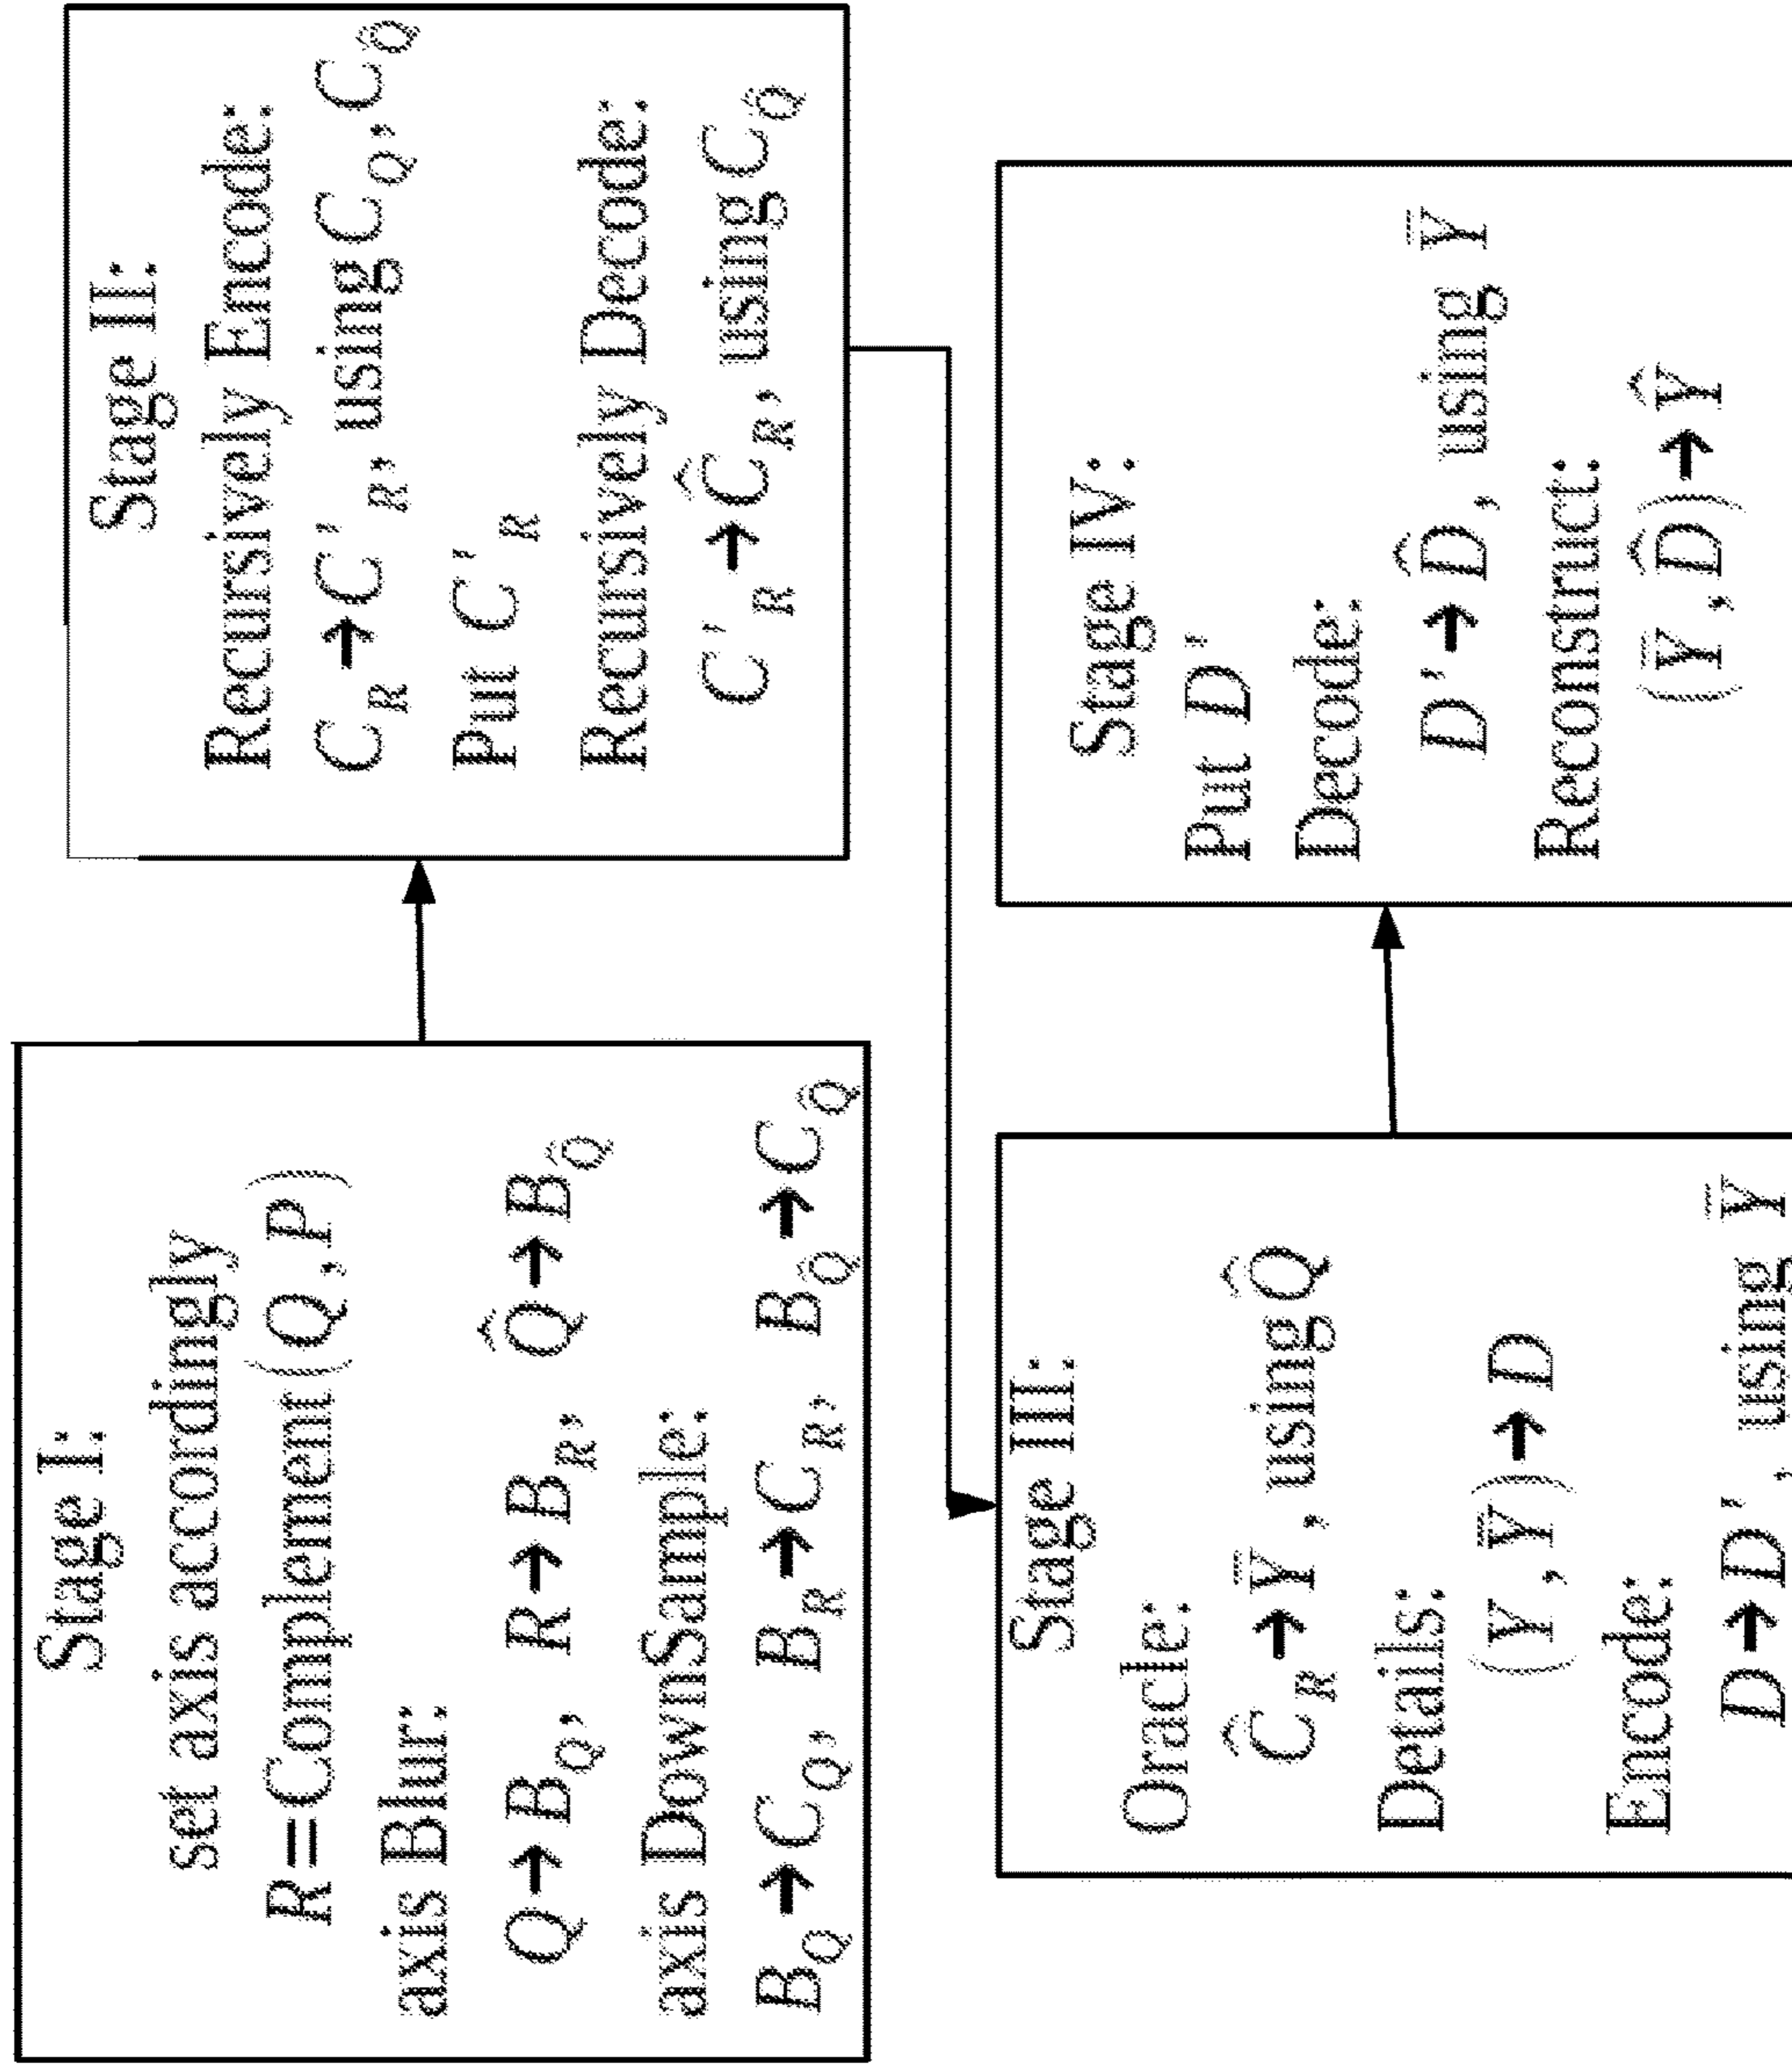 Stage I:
set axis accordingly
R=Complement(Q,P)
axis Blur:
Q→B_Q, R→B_R, Q̂→B_Q̂
axis DownSample:
B_Q→C_Q, B_R→C_R, B_Q̂→C_Q̂
Stage II:
Recursively Encode:
C_R→C'_R, using C_Q, C_Q̂
Put C'_R
Recursively Decode:
C'_R→Ĉ_R, using C_Q̂
Stage III:
Oracle:
Ĉ_R→Ȳ, using Q̂
Details:
(Y,Ȳ)→D
Encode:
D→D', using Ȳ
Stage IV:
Put D'
Decode:
D'→D̂, using Ȳ
Reconstruct:
(Ȳ,D̂)→Ŷ